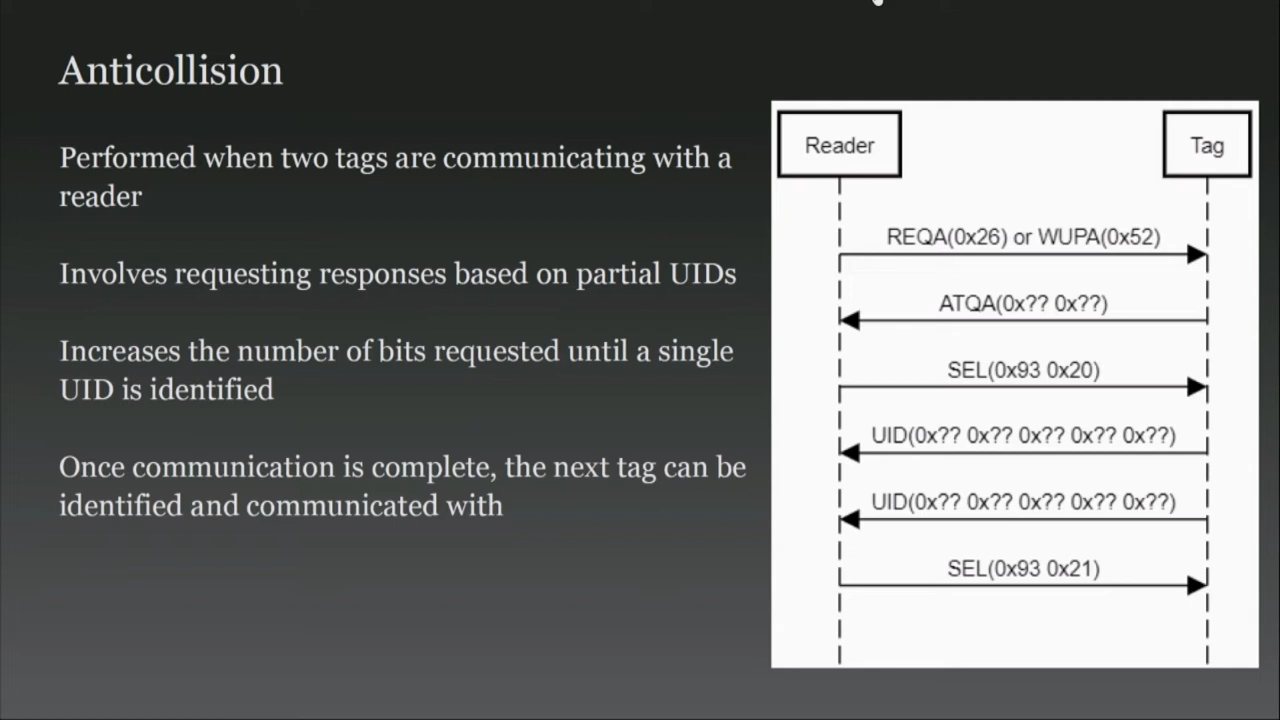 Anticollision
Performed when two tags are communicating with a
reader
Involves requesting responses based on partial UIDs
Increases the number of bits requested until a single
UID is identified
Once communication is complete, the next tag can be
identified and communicated with
Reader
Tag
REQA(0x26) or WUPA(0x52)
ATQA(0x?? 0x??)
SEL(0x93 0x20)
UID(0x?? 0x?? 0x?? 0x?? 0x??)
UID(0x?? 0x?? 0x?? 0x?? 0x??)
SEL(0x93 0x21)